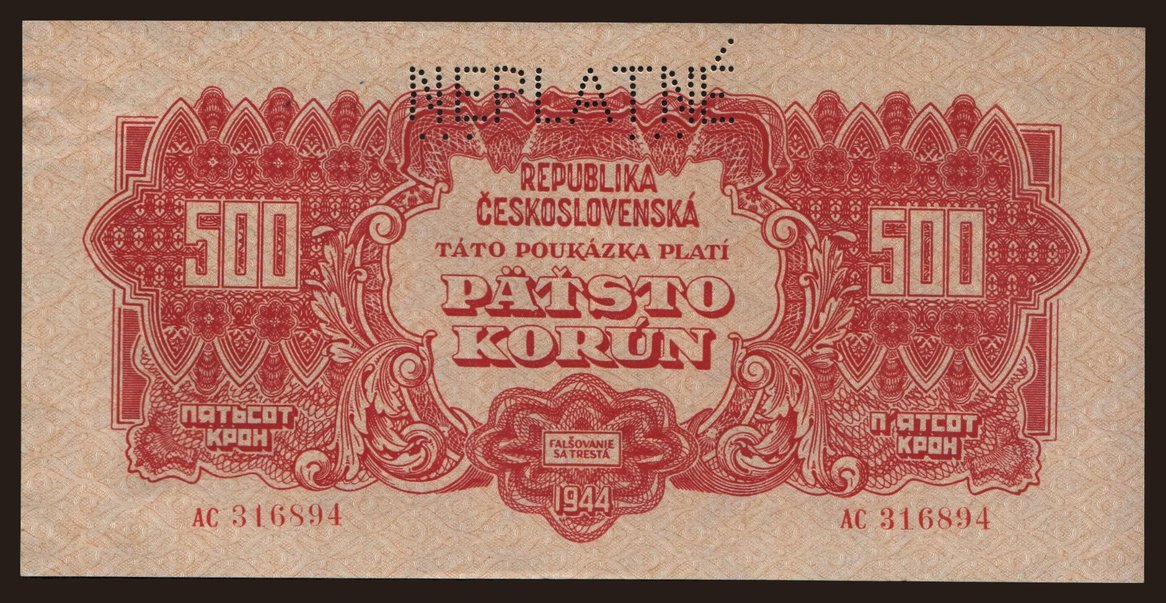 NEPLATNÉ
REPUBLIKA
ČESKOSLOVENSKÁ
TÁTO POUKÁZKA PLATÍ
PÄŤSTO
KORÚN
500
500
ПЯТЬСОТ
КРОН
П'ЯТСОТ
КРОН
FALŠOVANIE
SA TRESTÁ
1944
AC 316894
AC 316894